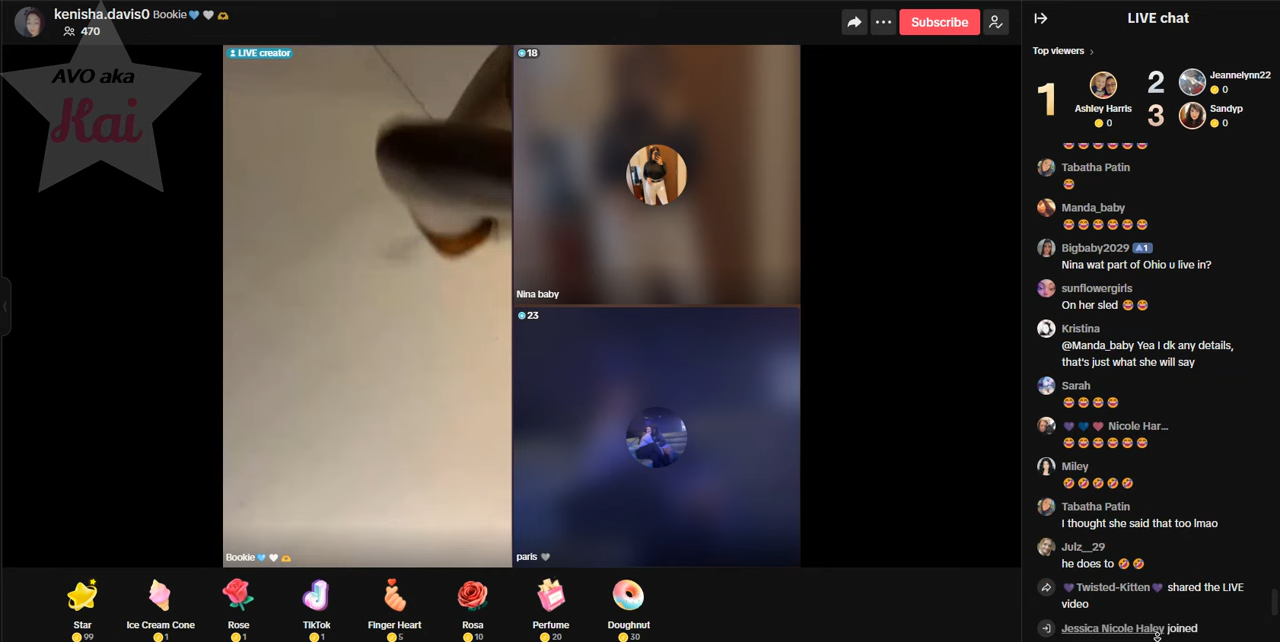 kenisha.davis0 Bookie💙🤍🫶
470
AVO aka
Kai
Subscribe
LIVE creator
Bookie💙🤍🫶
18
Nina baby
23
paris 🩶
Star
99
Ice Cream Cone
1
Rose
1
TikTok
1
Finger Heart
5
Rosa
10
Perfume
20
Doughnut
30
LIVE chat
Top viewers
1
Ashley Harris
0
2
Jeannelynn22
0
3
Sandyp
0
😂😂😂😂😂😂
Tabatha Patin
😂
Manda_baby
😂😂😂😂😂😂
Bigbaby2029 1
Nina wat part of Ohio u live in?
sunflowergirls
On her sled 😂😂
Kristina
@Manda_baby Yea I dk any details,
that's just what she will say
Sarah
😂😂😂😂
💜💙❤️ Nicole Har...
😂😂😂😂😂😂
Miley
🤣🤣🤣🤣🤣
Tabatha Patin
I thought she said that too lmao
Julz__29
he does to 🤣🤣
💜Twisted-Kitten💜 shared the LIVE
video
Jessica Nicole Haley joined